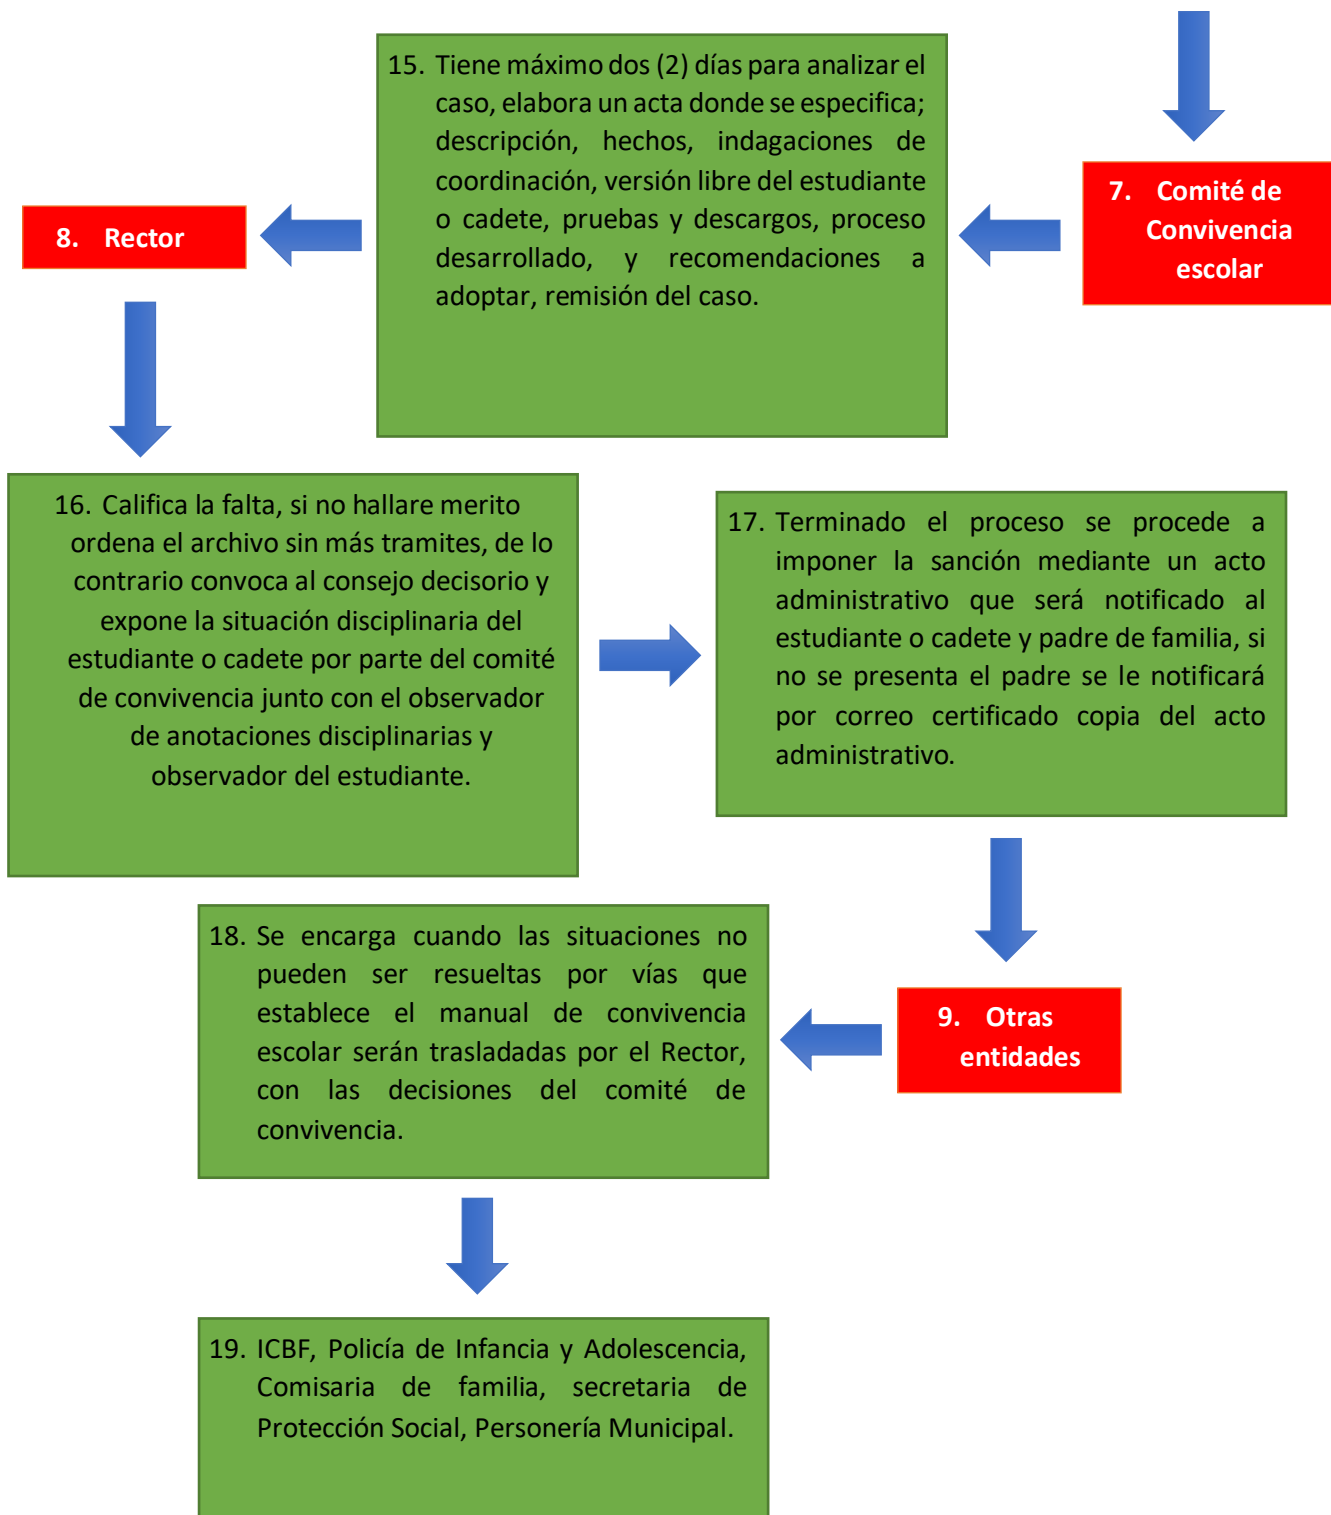 7. Comité de
Convivencia
escolar
15. Tiene máximo dos (2) días para analizar el
caso, elabora un acta donde se especifica;
descripción, hechos, indagaciones de
coordinación, versión libre del estudiante
o cadete, pruebas y descargos, proceso
desarrollado, y recomendaciones a
adoptar, remisión del caso.
8. Rector
16. Califica la falta, si no hallare merito
ordena el archivo sin más tramites, de lo
contrario convoca al consejo decisorio y
expone la situación disciplinaria del
estudiante o cadete por parte del comité
de convivencia junto con el observador
de anotaciones disciplinarias y
observador del estudiante.
17. Terminado el proceso se procede a
imponer la sanción mediante un acto
administrativo que será notificado al
estudiante o cadete y padre de familia, si
no se presenta el padre se le notificará
por correo certificado copia del acto
administrativo.
9. Otras
entidades
18. Se encarga cuando las situaciones no
pueden ser resueltas por vías que
establece el manual de convivencia
escolar serán trasladadas por el Rector,
con las decisiones del comité de
convivencia.
19. ICBF, Policía de Infancia y Adolescencia,
Comisaria de familia, secretaria de
Protección Social, Personería Municipal.